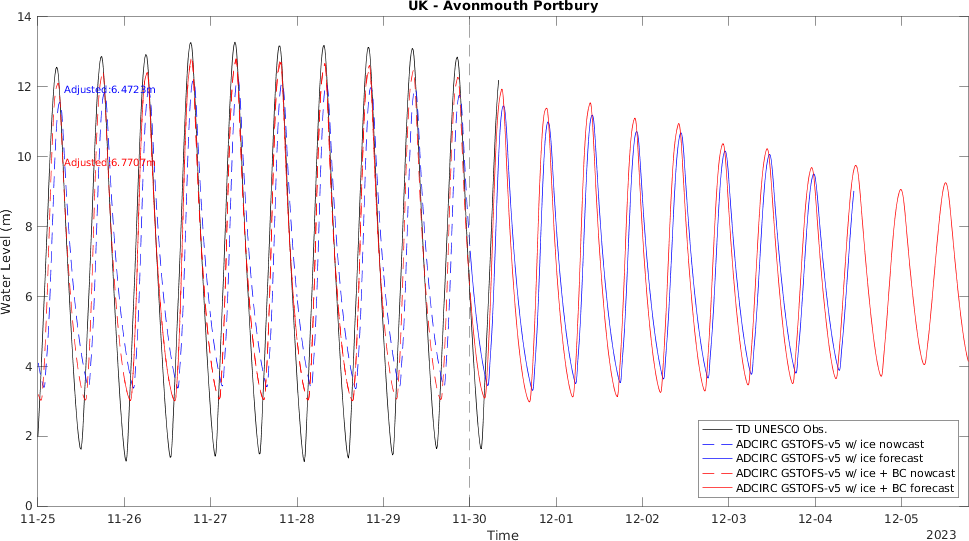 UK - Avonmouth Portbury
14
12
10
8
6
4
2
0
Water Level (m)
Adjusted:6.4723m
Adjusted:6.7707m
11-25 11-26 11-27 11-28 11-29 11-30 12-01 12-02 12-03 12-04 12-05
Time
2023
TD UNESCO Obs.
ADCIRC GSTOFS-v5 w/ ice nowcast
ADCIRC GSTOFS-v5 w/ ice forecast
ADCIRC GSTOFS-v5 w/ ice + BC nowcast
ADCIRC GSTOFS-v5 w/ ice + BC forecast